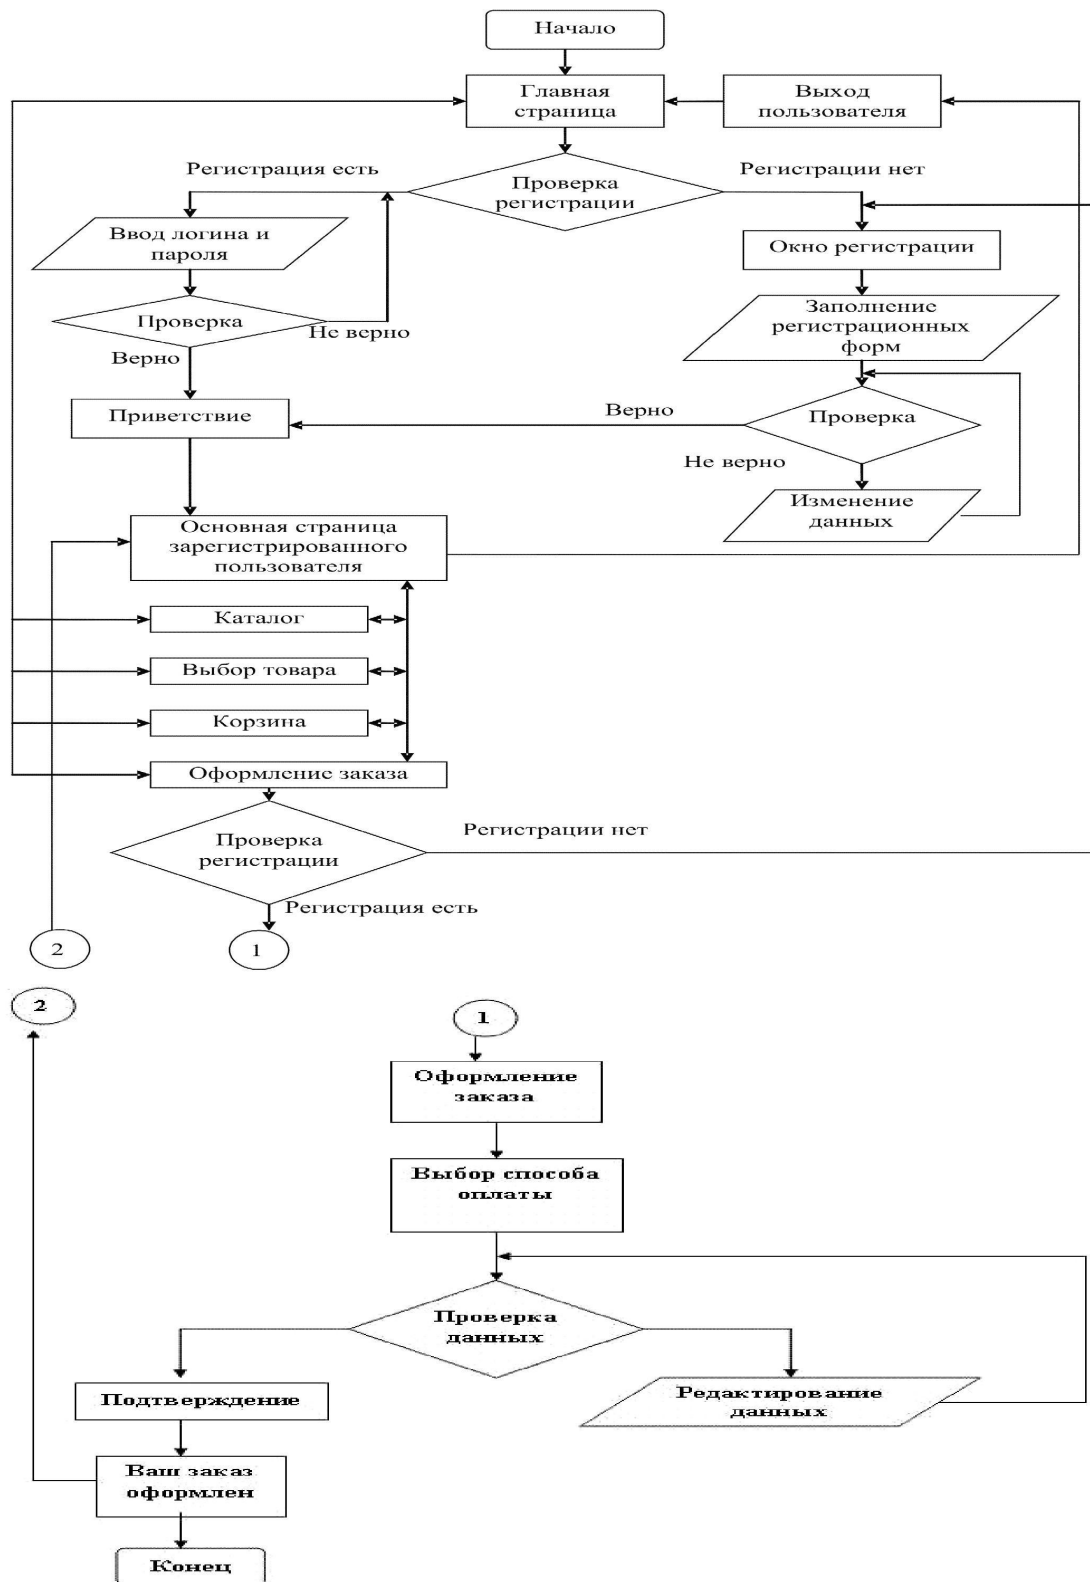 Начало
Главная
страница
Выход
пользователя
Регистрация есть
Проверка
регистрации
Регистрации нет
Ввод логина и
пароля
Окно регистрации
Проверка
Не верно
Заполнение
регистрационных
форм
Верно
Приветствие
Верно
Проверка
Не верно
Изменение
данных
Основная страница
зарегистрированного
пользователя
Каталог
Выбор товара
Корзина
Оформление заказа
Проверка
регистрации
Регистрации нет
Регистрация есть
2
1
2
1
Оформление
заказа
Выбор способа
оплаты
Проверка
данных
Подтверждение
Редактирование
данных
Ваш заказ
оформлен
Конец